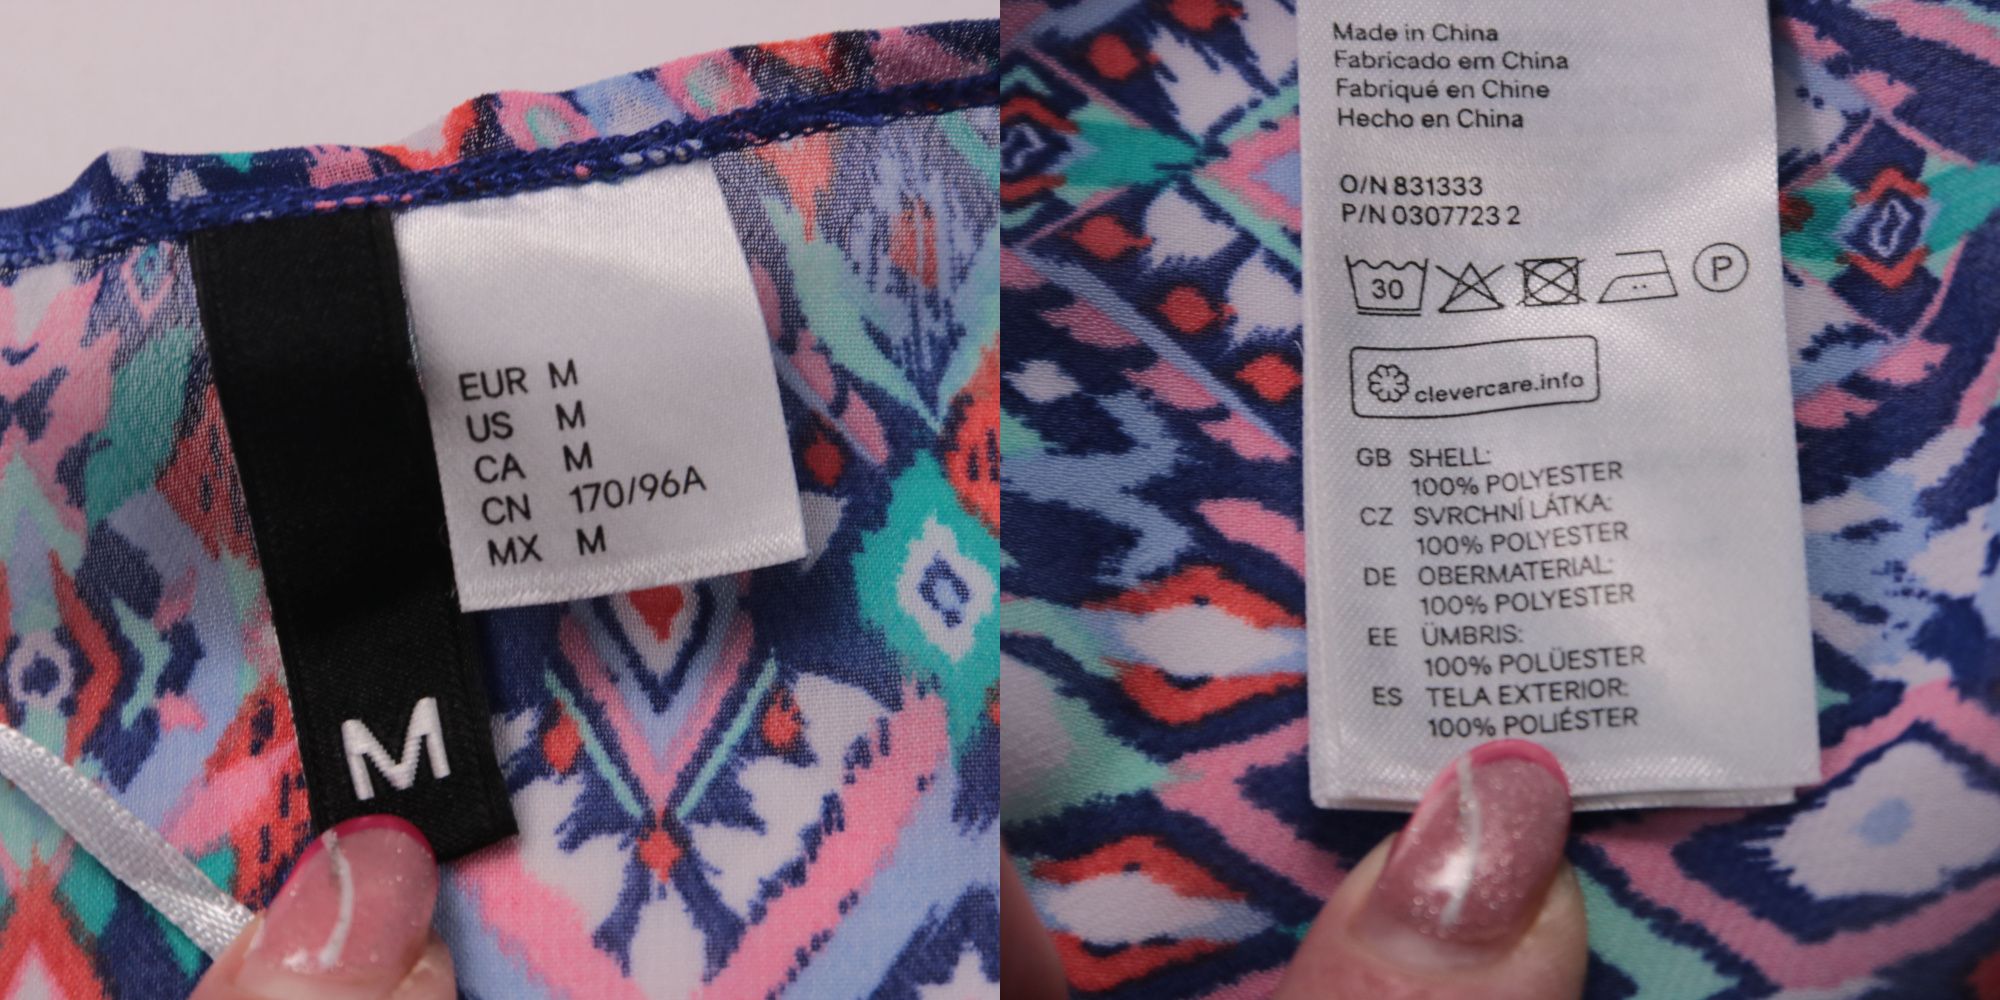 EUR M
US M
CA M
CN 170/96A
MX M
M
Made in China
Fabricado em China
Fabriqué en Chine
Hecho en China
O/N 831333
P/N 0307723 2
30
P
clevercare.info
GB SHELL:
100% POLYESTER
CZ SVRCHNÍ LÁTKA:
100% POLYESTER
DE OBERMATERIAL:
100% POLYESTER
EE ÜMBRIS:
100% POLÜESTER
ES TELA EXTERIOR:
100% POLIÉSTER